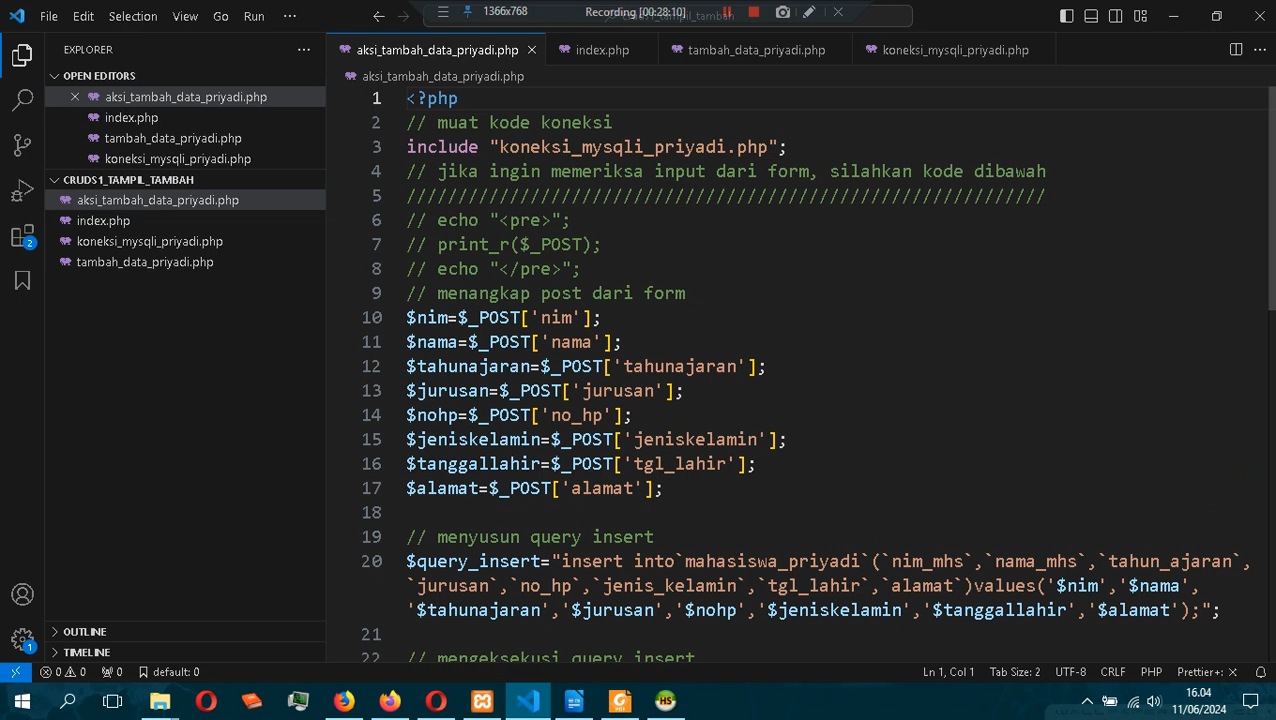 File Edit Selection View Go Run ···
1366x768 Recording [00:28:10]
EXPLORER ···
aksi_tambah_data_priyadi.php index.php tambah_data_priyadi.php koneksi_mysqli_priyadi.php
OPEN EDITORS
aksi_tambah_data_priyadi.php
index.php
tambah_data_priyadi.php
koneksi_mysqli_priyadi.php
CRUDS1_TAMPIL_TAMBAH
aksi_tambah_data_priyadi.php
index.php
koneksi_mysqli_priyadi.php
tambah_data_priyadi.php
OUTLINE
TIMELINE
2
1
aksi_tambah_data_priyadi.php
1 <?php
2 // muat kode koneksi
3 include "koneksi_mysqli_priyadi.php";
4 // jika ingin memeriksa input dari form, silahkan kode dibawah
5 //////////////////////////////////////////////////////////////
6 // echo "<pre>";
7 // print_r($_POST);
8 // echo "</pre>";
9 // menangkap post dari form
10 $nim=$_POST['nim'];
11 $nama=$_POST['nama'];
12 $tahunajaran=$_POST['tahunajaran'];
13 $jurusan=$_POST['jurusan'];
14 $nohp=$_POST['no_hp'];
15 $jeniskelamin=$_POST['jeniskelamin'];
16 $tanggallahir=$_POST['tgl_lahir'];
17 $alamat=$_POST['alamat'];
18
19 // menyusun query insert
20 $query_insert="insert into`mahasiswa_priyadi`(`nim_mhs`,`nama_mhs`,`tahun_ajaran`,
`jurusan`,`no_hp`,`jenis_kelamin`,`tgl_lahir`,`alamat`)values('$nim','$nama',
'$tahunajaran','$jurusan','$nohp','$jeniskelamin','$tanggallahir','$alamat');";
21
22 // mengeksekusi query insert
0 0 0 default: 0 Ln 1, Col 1 Tab Size: 2 UTF-8 CRLF PHP Prettier+:
16.04
11/06/2024